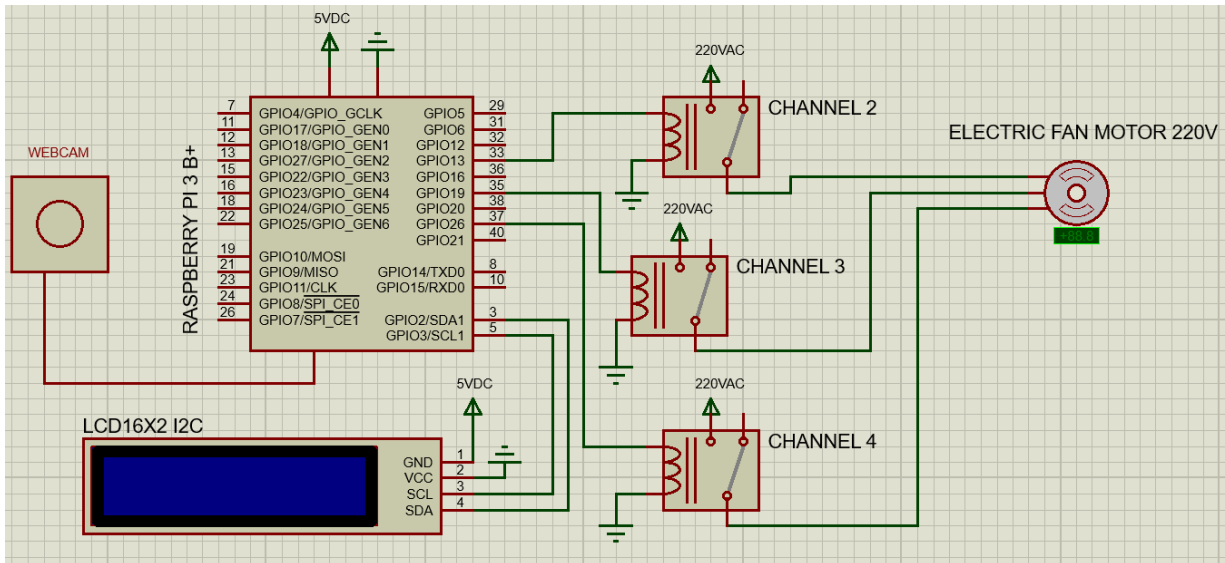 5VDC
7 GPIO4/GPIO_GCLK GPIO5 29
11 GPIO17/GPIO_GEN0 GPIO6 31
12 GPIO18/GPIO_GEN1 GPIO12 32
13 GPIO27/GPIO_GEN2 GPIO13 33
15 GPIO22/GPIO_GEN3 GPIO16 36
16 GPIO23/GPIO_GEN4 GPIO19 35
18 GPIO24/GPIO_GEN5 GPIO20 38
22 GPIO25/GPIO_GEN6 GPIO26 37
GPIO21 40
19 GPIO10/MOSI
21 GPIO9/MISO GPIO14/TXD0 8
23 GPIO11/CLK GPIO15/RXD0 10
24 GPIO8/SPI_CE0
26 GPIO7/SPI_CE1 GPIO2/SDA1 3
GPIO3/SCL1 5
RASPBERRY PI 3 B+
WEBCAM
220VAC
CHANNEL 2
ELECTRIC FAN MOTOR 220V
+88.8
220VAC
CHANNEL 3
220VAC
CHANNEL 4
5VDC
LCD16X2 I2C
GND 1
VCC 2
SCL 3
SDA 4